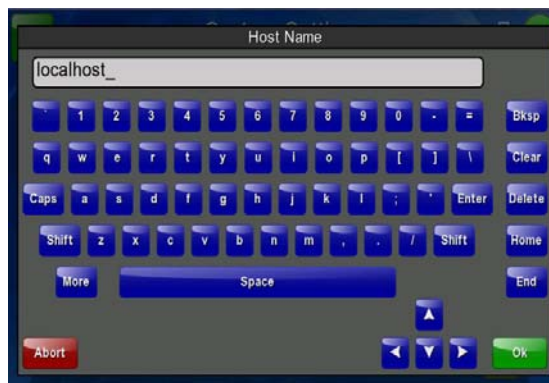 Host Name
localhost_
` 1 2 3 4 5 6 7 8 9 0 - = Bksp
q w e r t y u i o p [ ] \ Clear
Caps a s d f g h j k l ; ' Enter Delete
Shift z x c v b n m , . / Shift Home
More Space End
Abort Ok